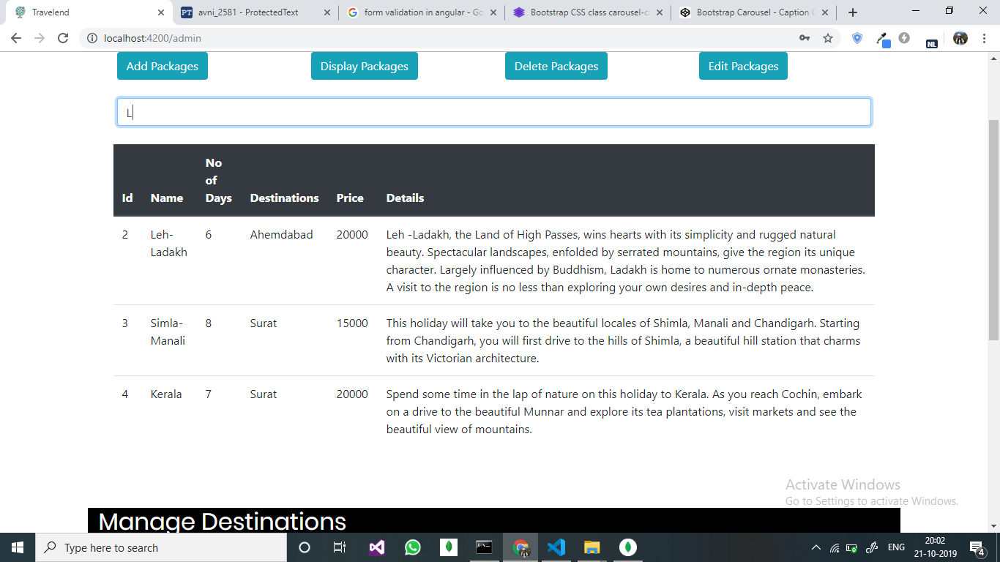 Travelend
avni_2581 - ProtectedText
form validation in angular - Go
Bootstrap CSS class carousel-c
Bootstrap Carousel - Caption C
localhost:4200/admin
NL
Add Packages
Display Packages
Delete Packages
Edit Packages
L
Id
Name
No
of
Days
Destinations
Price
Details
2
Leh-
Ladakh
6
Ahemdabad
20000
Leh -Ladakh, the Land of High Passes, wins hearts with its simplicity and rugged natural
beauty. Spectacular landscapes, enfolded by serrated mountains, give the region its unique
character. Largely influenced by Buddhism, Ladakh is home to numerous ornate monasteries.
A visit to the region is no less than exploring your own desires and in-depth peace.
3
Simla-
Manali
8
Surat
15000
This holiday will take you to the beautiful locales of Shimla, Manali and Chandigarh. Starting
from Chandigarh, you will first drive to the hills of Shimla, a beautiful hill station that charms
with its Victorian architecture.
4
Kerala
7
Surat
20000
Spend some time in the lap of nature on this holiday to Kerala. As you reach Cochin, embark
on a drive to the beautiful Munnar and explore its tea plantations, visit markets and see the
beautiful view of mountains.
Activate Windows
Go to Settings to activate Windows.
Manage Destinations
Type here to search
ENG
20:02
21-10-2019
4